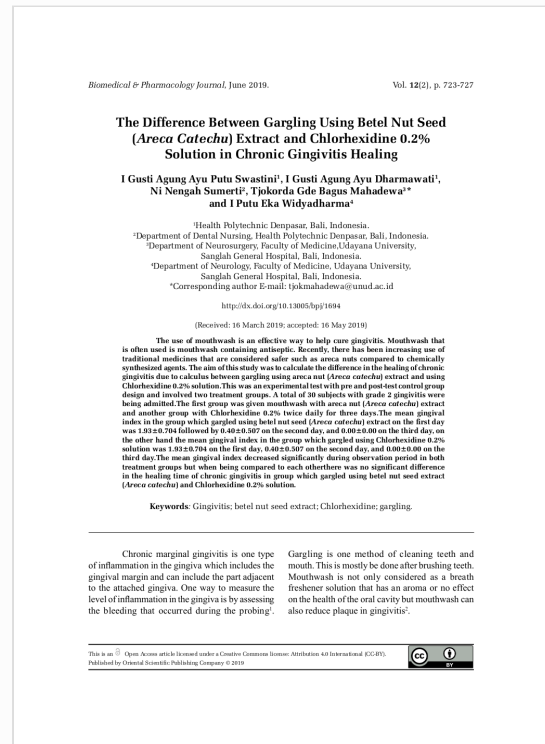 Biomedical & Pharmacology Journal, June 2019. Vol. 12(2), p. 723-727
The Difference Between Gargling Using Betel Nut Seed
(Areca Catechu) Extract and Chlorhexidine 0.2%
Solution in Chronic Gingivitis Healing
I Gusti Agung Ayu Putu Swastini¹, I Gusti Agung Ayu Dharmawati¹,
Ni Nengah Sumerti², Tjokorda Gde Bagus Mahadewa³*
and I Putu Eka Widyadharma⁴
¹Health Polytechnic Denpasar, Bali, Indonesia.
²Department of Dental Nursing, Health Polytechnic Denpasar, Bali, Indonesia.
³Department of Neurosurgery, Faculty of Medicine,Udayana University,
Sanglah General Hospital, Bali, Indonesia.
⁴Department of Neurology, Faculty of Medicine, Udayana University,
Sanglah General Hospital, Bali, Indonesia.
*Corresponding author E-mail: tjokmahadewa@unud.ac.id
http://dx.doi.org/10.13005/bpj/1694
(Received: 16 March 2019; accepted: 16 May 2019)
The use of mouthwash is an effective way to help cure gingivitis. Mouthwash that
is often used is mouthwash containing antiseptic. Recently, there has been increasing use of
traditional medicines that are considered safer such as areca nuts compared to chemically
synthesized agents. The aim of this study was to calculate the difference in the healing of chronic
gingivitis due to calculus between gargling using areca nut (Areca catechu) extract and using
Chlorhexidine 0.2% solution.This was an experimental test with pre and post-test control group
design and involved two treatment groups. A total of 30 subjects with grade 2 gingivitis were
being admitted.The first group was given mouthwash with areca nut (Areca catechu) extract
and another group with Chlorhexidine 0.2% twice daily for three days.The mean gingival
index in the group which gargled using betel nut seed (Areca catechu) extract on the first day
was 1.93±0.704 followed by 0.40±0.507 on the second day, and 0.00±0.00 on the third day, on
the other hand the mean gingival index in the group which gargled using Chlorhexidine 0.2%
solution was 1.93±0.704 on the first day, 0.40±0.507 on the second day, and 0.00±0.00 on the
third day.The mean gingival index decreased significantly during observation period in both
treatment groups but when being compared to each otherthere was no significant difference
in the healing time of chronic gingivitis in group which gargled using betel nut seed extract
(Areca catechu) and Chlorhexidine 0.2% solution.
Keywords: Gingivitis; betel nut seed extract; Chlorhexidine; gargling.
Chronic marginal gingivitis is one type
of inflammation in the gingiva which includes the
gingival margin and can include the part adjacent
to the attached gingiva. One way to measure the
level of inflammation in the gingiva is by assessing
the bleeding that occurred during the probing¹.
Gargling is one method of cleaning teeth and
mouth. This is mostly be done after brushing teeth.
Mouthwash is not only considered as a breath
freshener solution that has an aroma or no effect
on the health of the oral cavity but mouthwash can
also reduce plaque in gingivitis².
This is an Open Access article licensed under a Creative Commons license: Attribution 4.0 International (CC-BY).
Published by Oriental Scientific Publishing Company © 2019
cc
BY